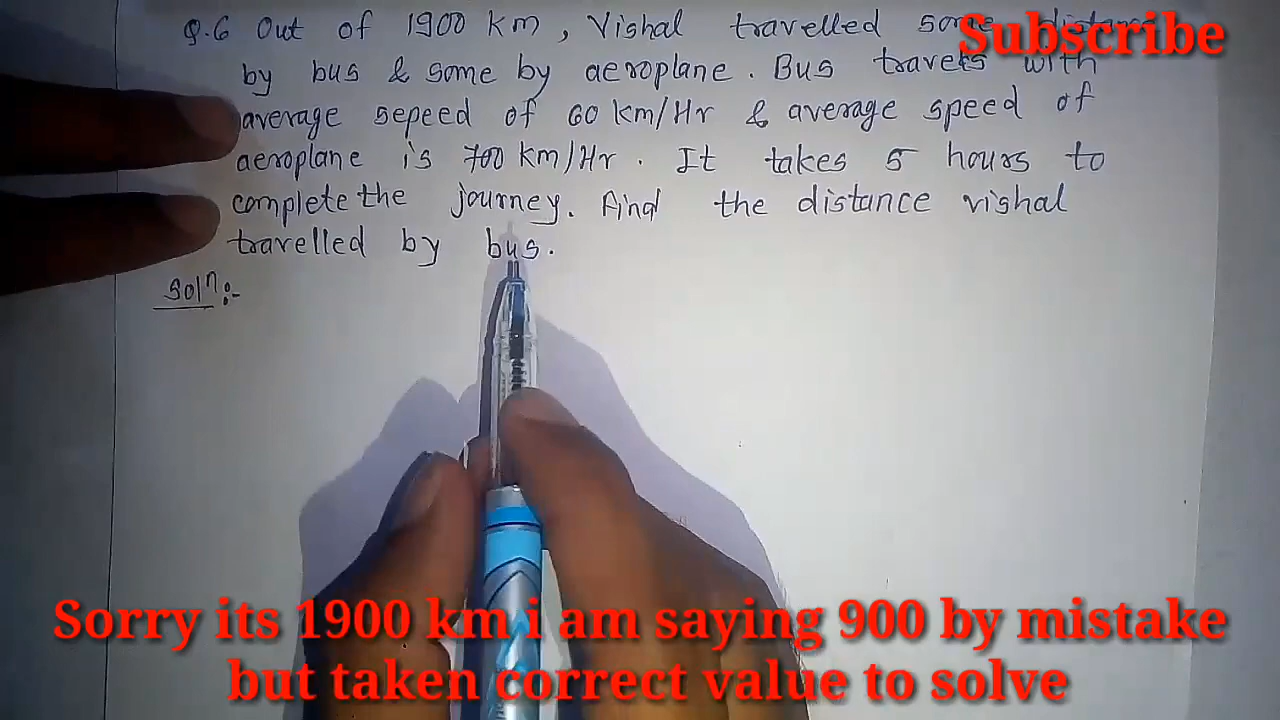 Q.6 Out of 1900 km, Vishal travelled some distance
Subscribe
by bus & some by aeroplane. Bus travels with
average sepeed of 60 km/Hr & average speed of
aeroplane is 700 km/Hr. It takes 5 hours to
complete the journey. Find the distance vishal
travelled by bus.
Solⁿ:-
Sorry its 1900 km i am saying 900 by mistake
but taken correct value to solve